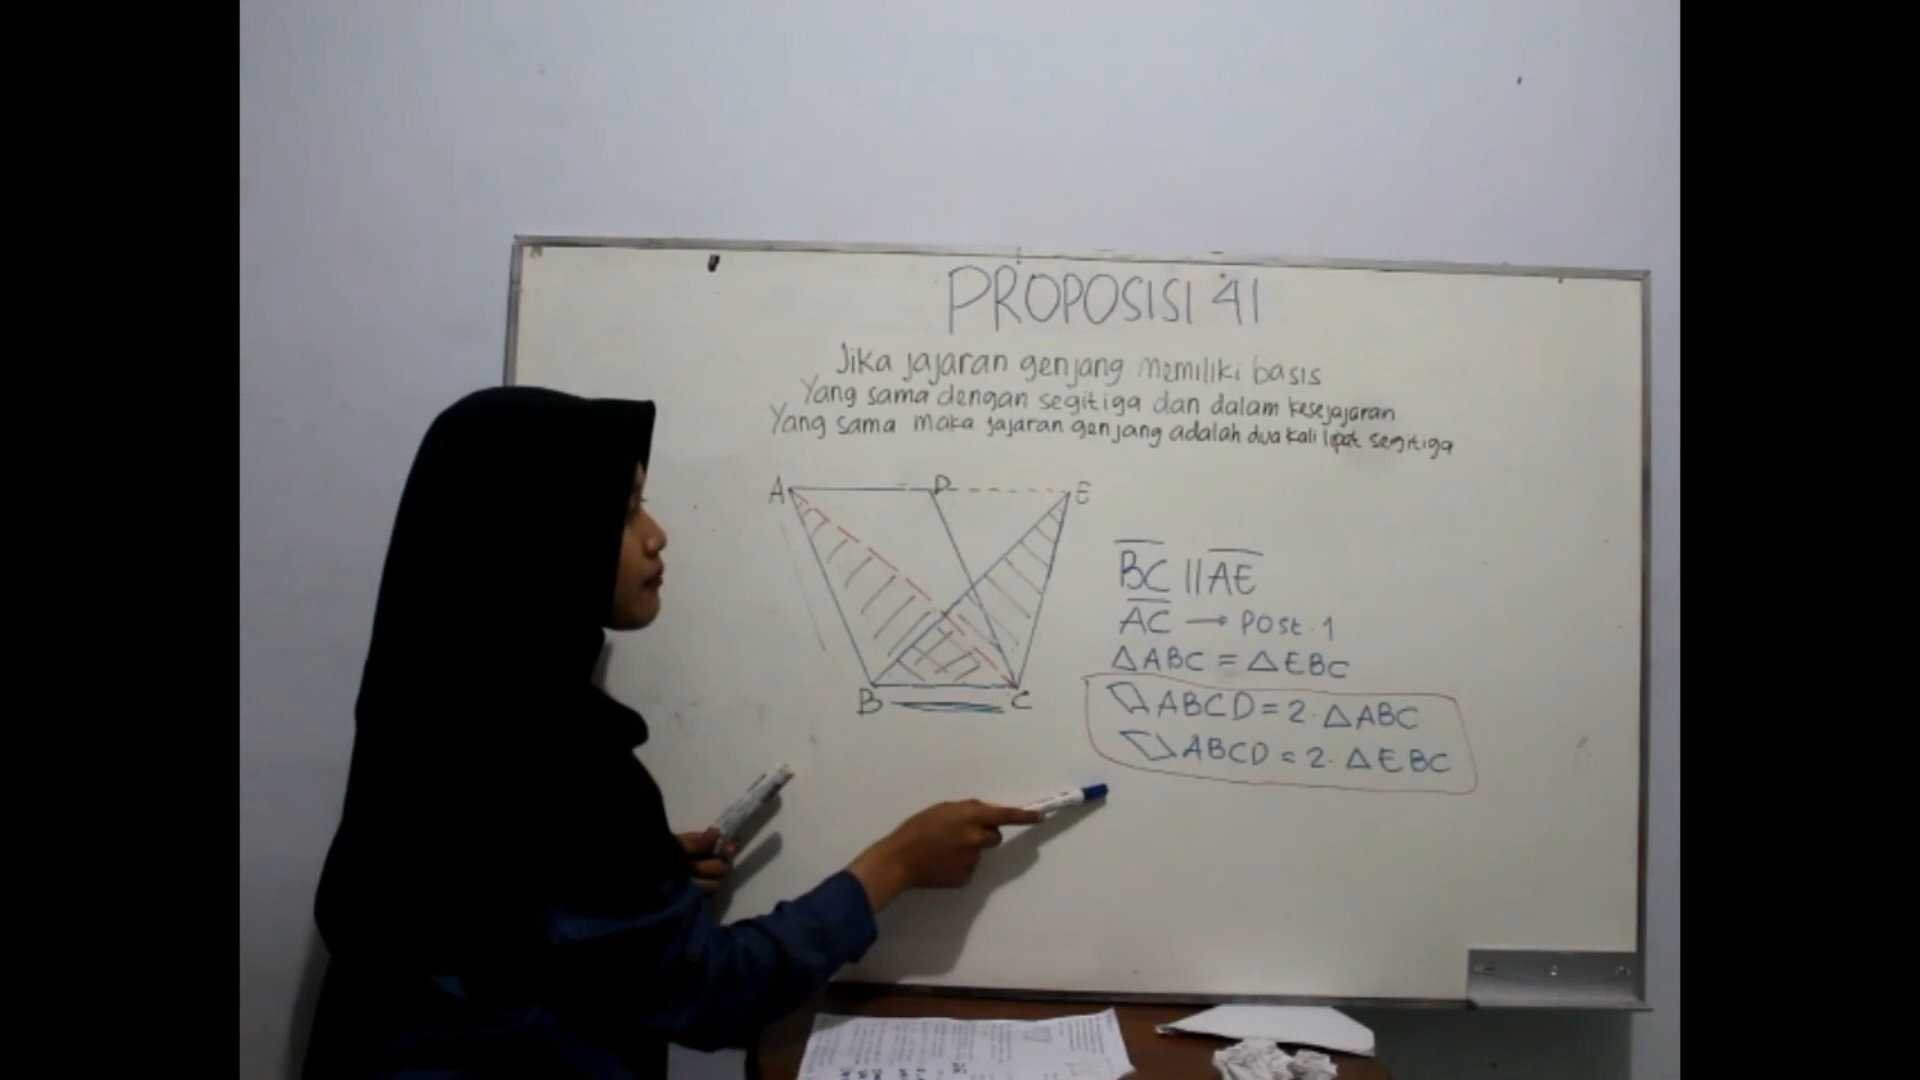 PROPOSISI 41
Jika jajaran genjang memiliki basis
Yang sama dengan segitiga dan dalam kesejajaran
Yang sama maka jajaran genjang adalah dua kali lipat segitiga
A D E
BC || AE
AC → Post. 1
△ABC = △EBC
▱ABCD = 2. △ABC
▱ABCD = 2. △EBC
B C